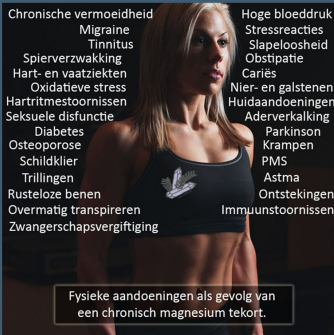 Chronische vermoeidheid
Migraine
Tinnitus
Spierverzwakking
Hart- en vaatziekten
Oxidatieve stress
Hartritmestoornissen
Seksuele disfunctie
Diabetes
Osteoporose
Schildklier
Trillingen
Rusteloze benen
Overmatig transpireren
Zwangerschapsvergiftiging
Hoge bloeddruk
Stressreacties
Slapeloosheid
Obstipatie
Cariës
Nier- en galstenen
Huidaandoeningen
Aderverkalking
Parkinson
Krampen
PMS
Astma
Ontstekingen
Immuunstoornissen
Fysieke aandoeningen als gevolg van
een chronisch magnesium tekort.